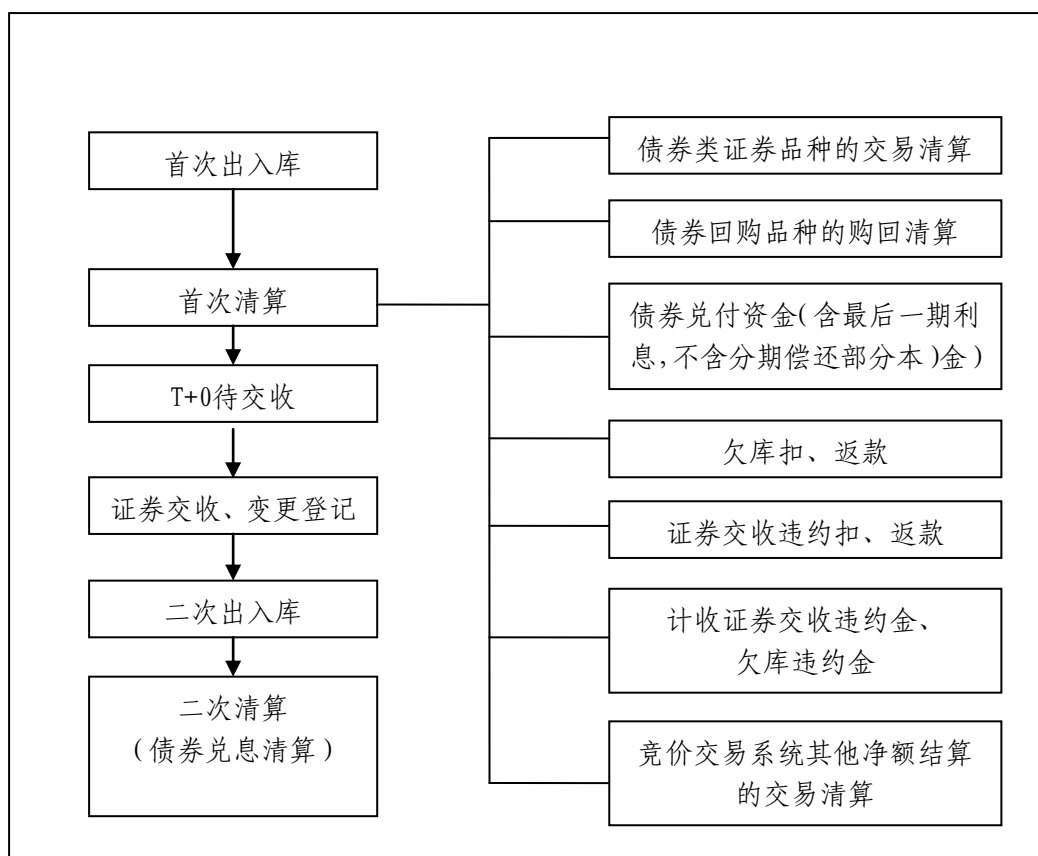 首次出入库
首次清算
T+0待交收
证券交收、变更登记
二次出入库
二次清算
(债券兑息清算)
债券类证券品种的交易清算
债券回购品种的购回清算
债券兑付资金(含最后一期利
息,不含分期偿还部分本)金)
欠库扣、返款
证券交收违约扣、返款
计收证券交收违约金、
欠库违约金
竞价交易系统其他净额结算
的交易清算